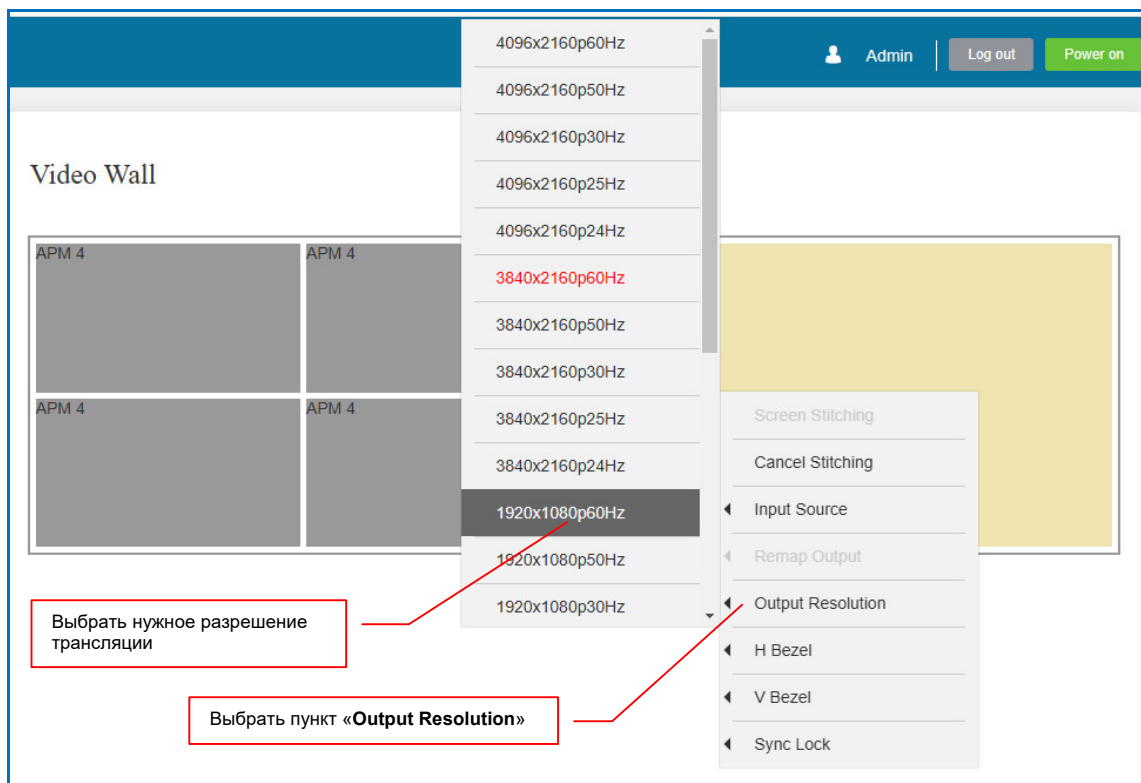 Admin
Log out
Power on
Video Wall
APM 4
APM 4
APM 4
APM 4
4096x2160p60Hz
4096x2160p50Hz
4096x2160p30Hz
4096x2160p25Hz
4096x2160p24Hz
3840x2160p60Hz
3840x2160p50Hz
3840x2160p30Hz
3840x2160p25Hz
3840x2160p24Hz
1920x1080p60Hz
1920x1080p50Hz
1920x1080p30Hz
Screen Stitching
Cancel Stitching
Input Source
Remap Output
Output Resolution
H Bezel
V Bezel
Sync Lock
Выбрать нужное разрешение
трансляции
Выбрать пункт «Output Resolution»